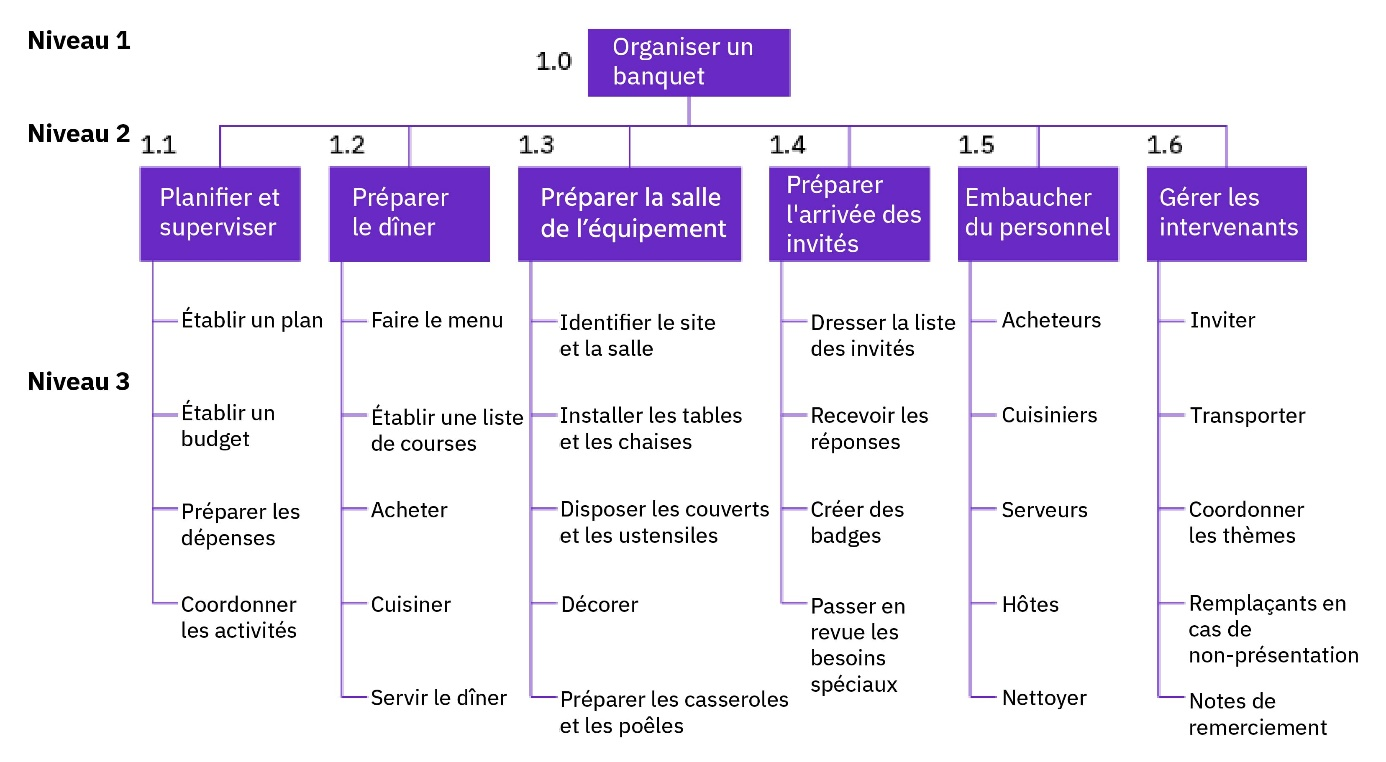 Niveau 1
1.0
Organiser un
banquet
Niveau 2
1.1
Planifier et
superviser
1.2
Préparer
le dîner
1.3
Préparer la salle
de l’équipement
1.4
Préparer
l'arrivée des
invités
1.5
Embaucher
du personnel
1.6
Gérer les
intervenants
Niveau 3
Établir un plan
Établir un
budget
Préparer les
dépenses
Coordonner
les activités
Faire le menu
Établir une liste
de courses
Acheter
Cuisiner
Servir le dîner
Identifier le site
et la salle
Installer les tables
et les chaises
Disposer les couverts
et les ustensiles
Décorer
Préparer les casseroles
et les poêles
Dresser la liste
des invités
Recevoir les
réponses
Créer des
badges
Passer en
revue les
besoins
spéciaux
Acheteurs
Cuisiniers
Serveurs
Hôtes
Nettoyer
Inviter
Transporter
Coordonner
les thèmes
Remplaçants en
cas de
non-présentation
Notes de
remerciement